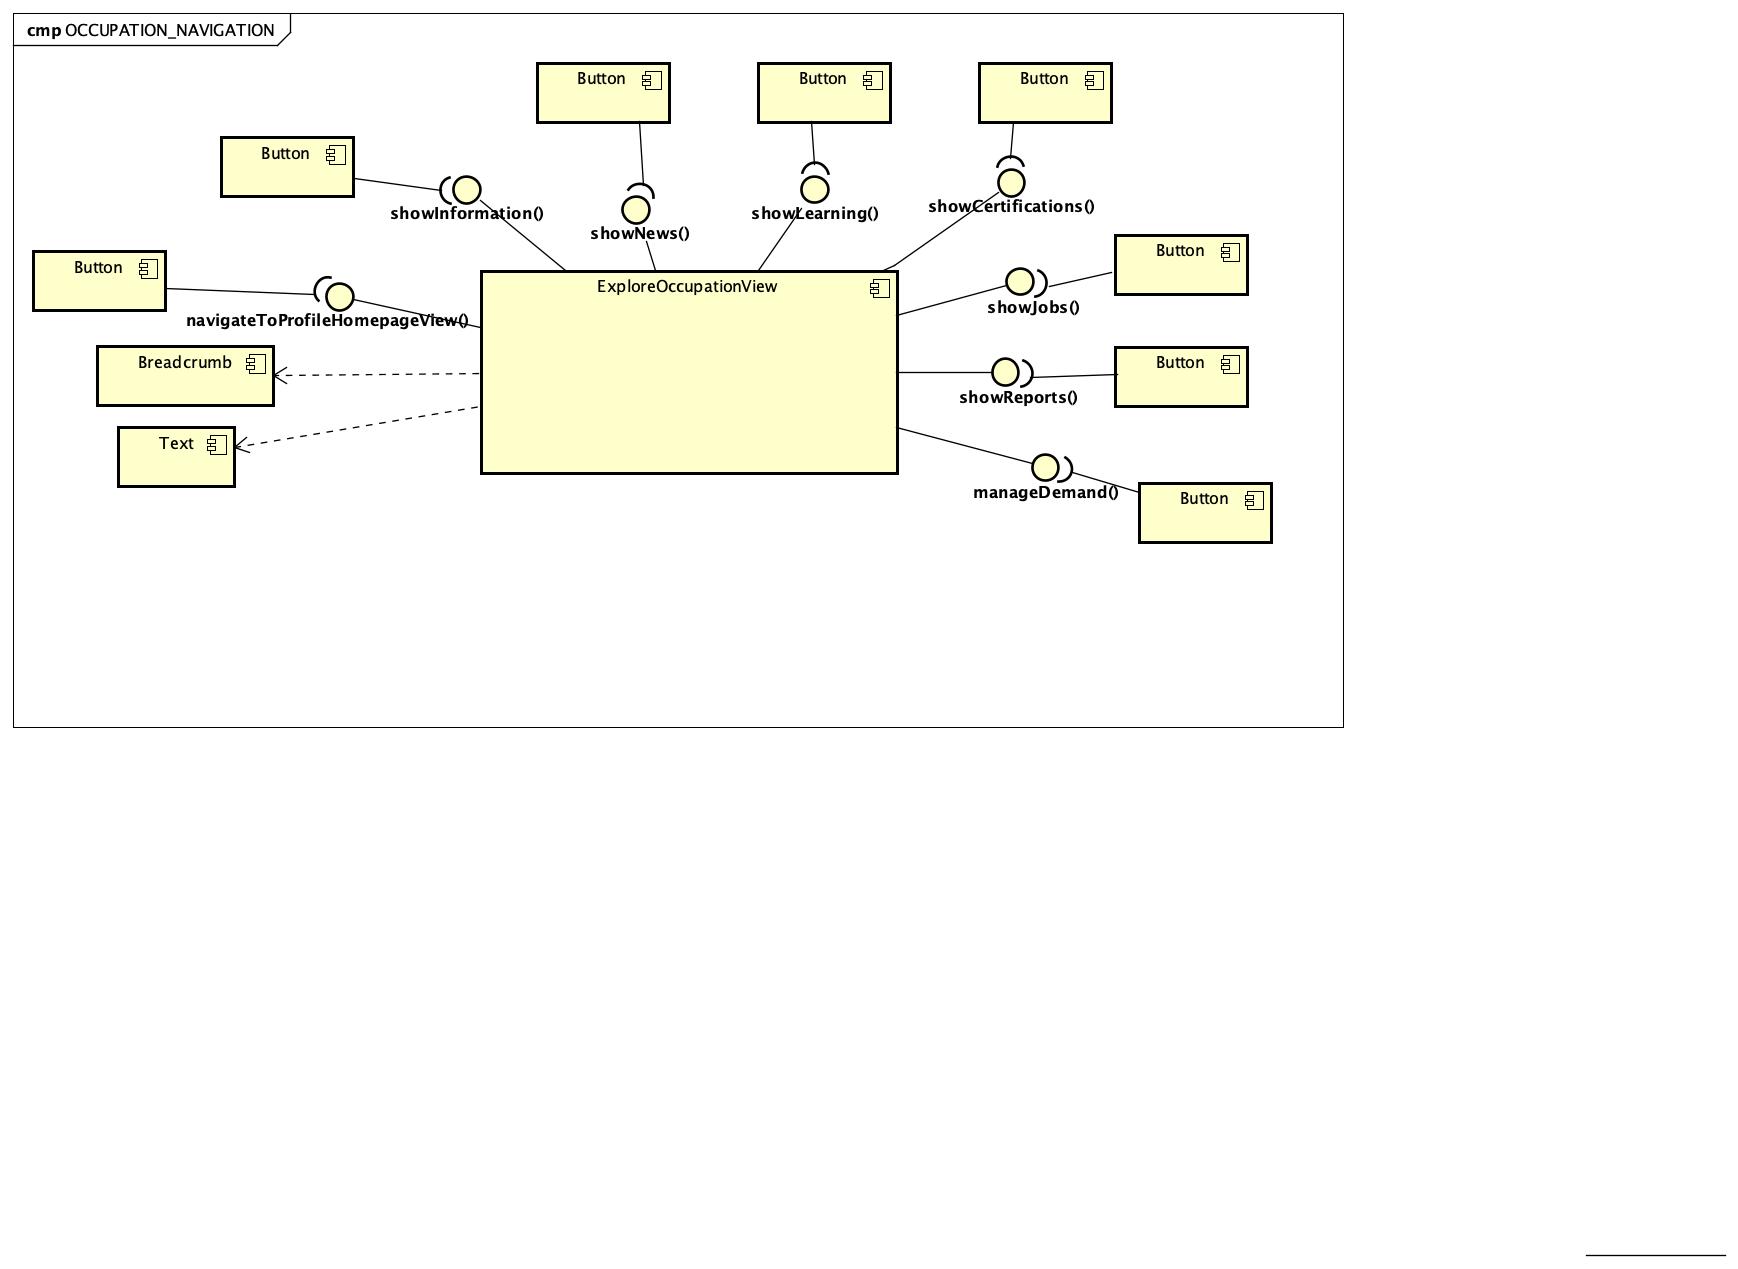 cmp OCCUPATION_NAVIGATION
Button
Button
Button
Button
showInformation()
showNews()
showLearning()
showCertifications()
Button
Button
ExploreOccupationView
navigateToProfileHomepageView()
showJobs()
Breadcrumb
Button
showReports()
Text
manageDemand()
Button